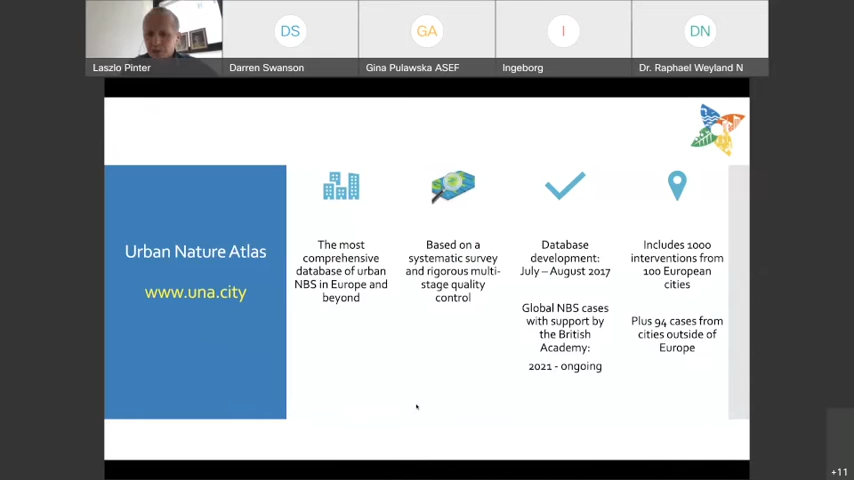 DS
GA
I
DN
Laszlo Pinter
Darren Swanson
Gina Pulawska ASEF
Ingeborg
Dr. Raphael Weyland N
Urban Nature Atlas
www.una.city
The most
comprehensive
database of urban
NBS in Europe and
beyond
Based on a
systematic survey
and rigorous multi-
stage quality
control
Database
development:
July – August 2017
Global NBS cases
with support by
the British
Academy:
2021 - ongoing
Includes 1000
interventions from
100 European
cities
Plus 94 cases from
cities outside of
Europe
+11